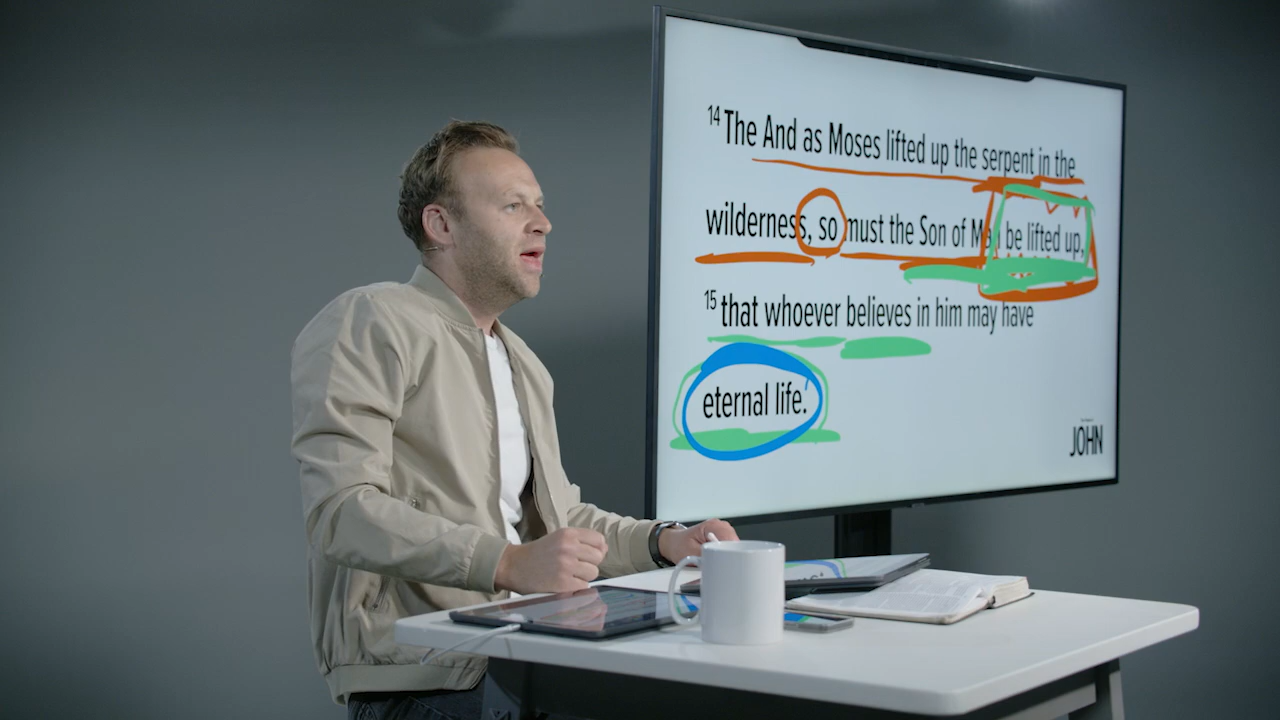 14 The And as Moses lifted up the serpent in the
wilderness, so must the Son of Man be lifted up,
15 that whoever believes in him may have
eternal life.
JOHN